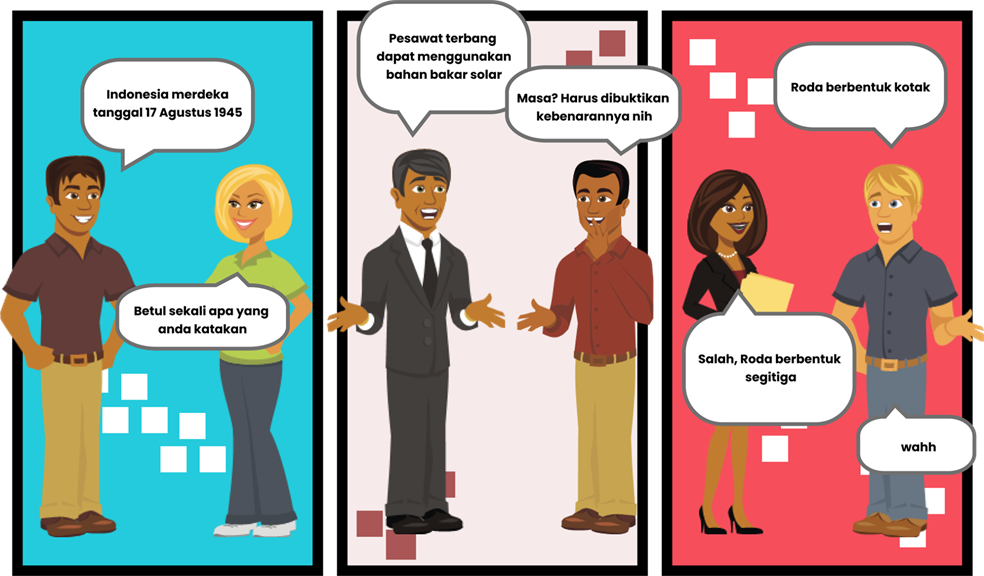 Indonesia merdeka
tanggal 17 Agustus 1945
Betul sekali apa yang
anda katakan
Pesawat terbang
dapat menggunakan
bahan bakar solar
Masa? Harus dibuktikan
kebenarannya nih
Roda berbentuk kotak
Salah, Roda berbentuk
segitiga
wahh